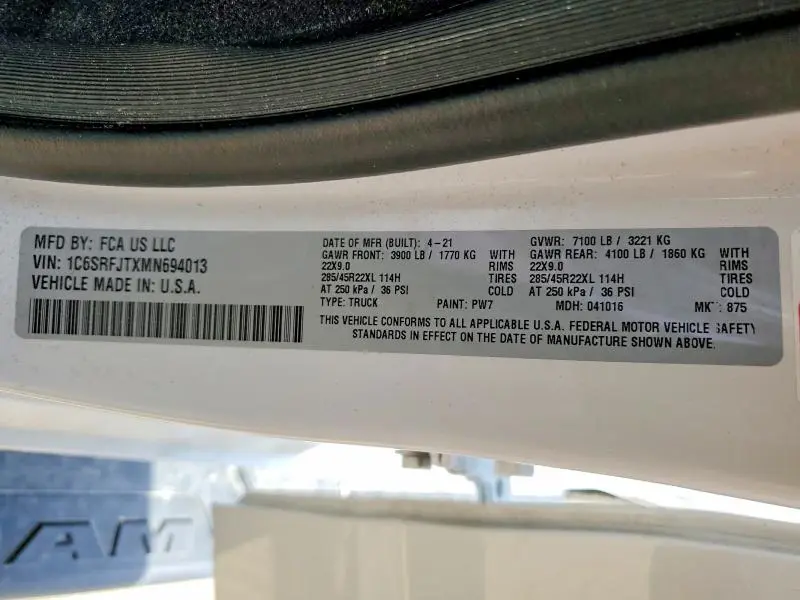 MFD BY: FCA US LLC
VIN: 1C6SRFJTXMN694013
VEHICLE MADE IN: U.S.A.
DATE OF MFR (BUILT): 4-21
GAWR FRONT: 3900 LB / 1770 KG WITH
22X9.0 RIMS
285/45R22XL 114H TIRES
AT 250 kPa / 36 PSI COLD
TYPE: TRUCK PAINT: PW7
GVWR: 7100 LB / 3221 KG
GAWR REAR: 4100 LB / 1860 KG WITH
22X9.0 RIMS
285/45R22XL 114H TIRES
AT 250 kPa / 36 PSI COLD
MDH: 041016 MK : 875
THIS VEHICLE CONFORMS TO ALL APPLICABLE U.S.A. FEDERAL MOTOR VEHICLE SAFETY
STANDARDS IN EFFECT ON THE DATE OF MANUFACTURE SHOWN ABOVE.
AM